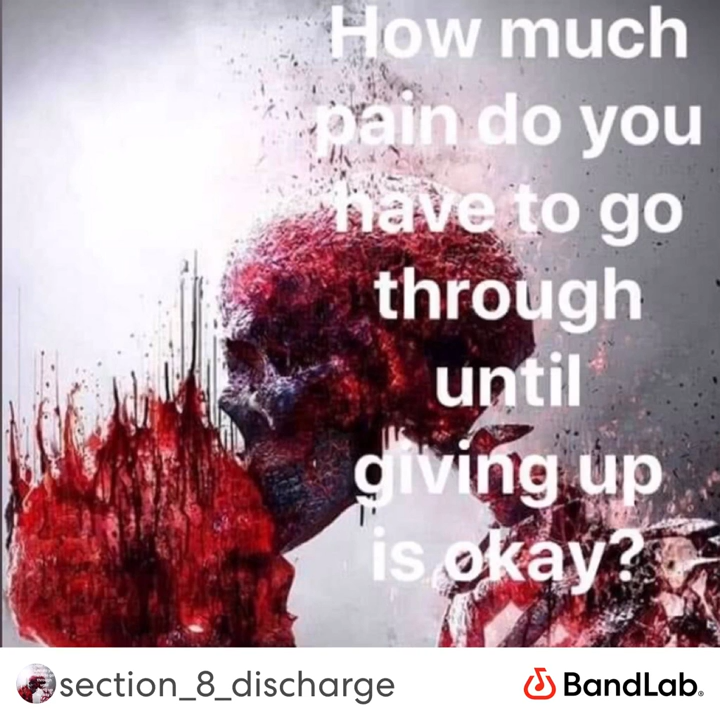 How much
pain do you
have to go
through
until
giving up
is okay?
section_8_discharge
BandLab.